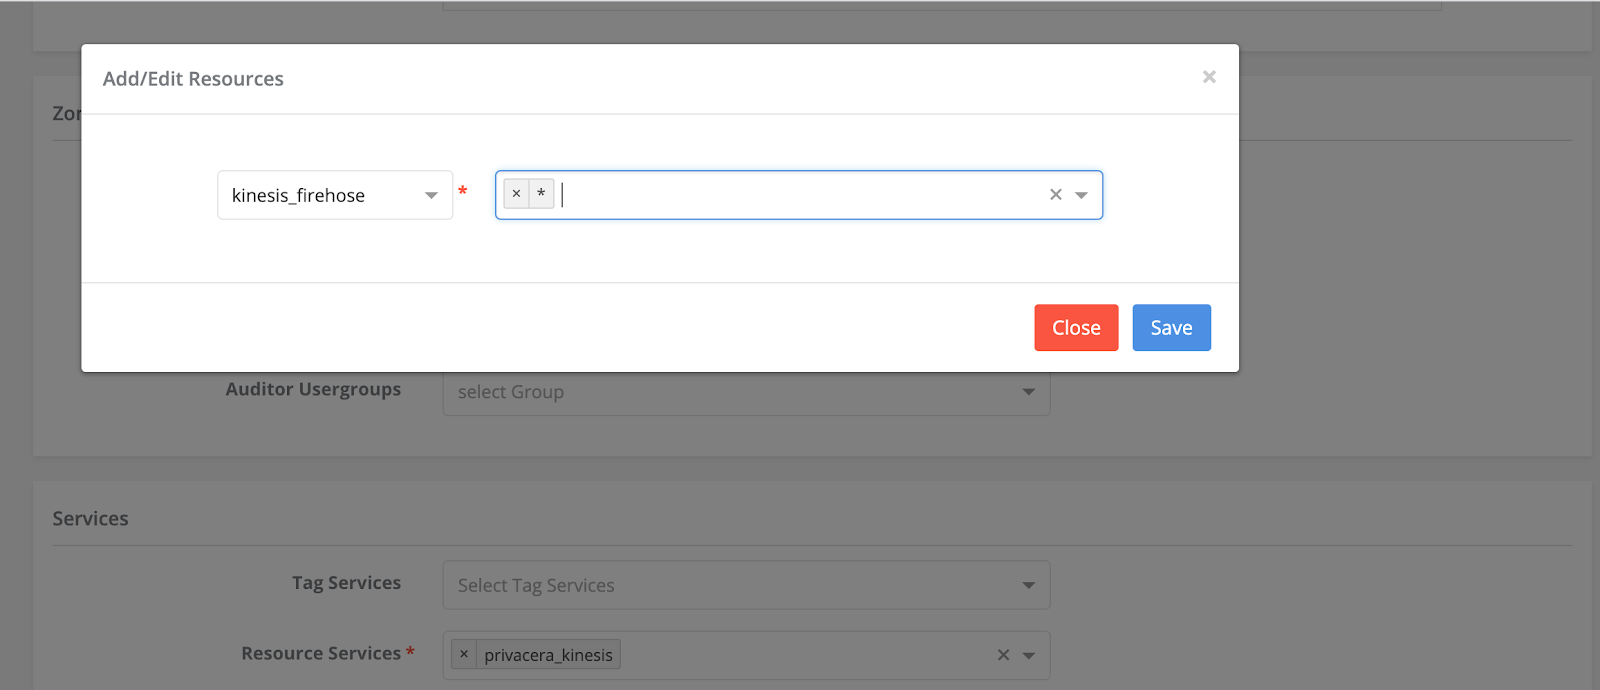 Add/Edit Resources ×
Zor
kinesis_firehose * × * ×
Close Save
Auditor Usergroups select Group
Services
Tag Services Select Tag Services
Resource Services * × privacera_kinesis ×